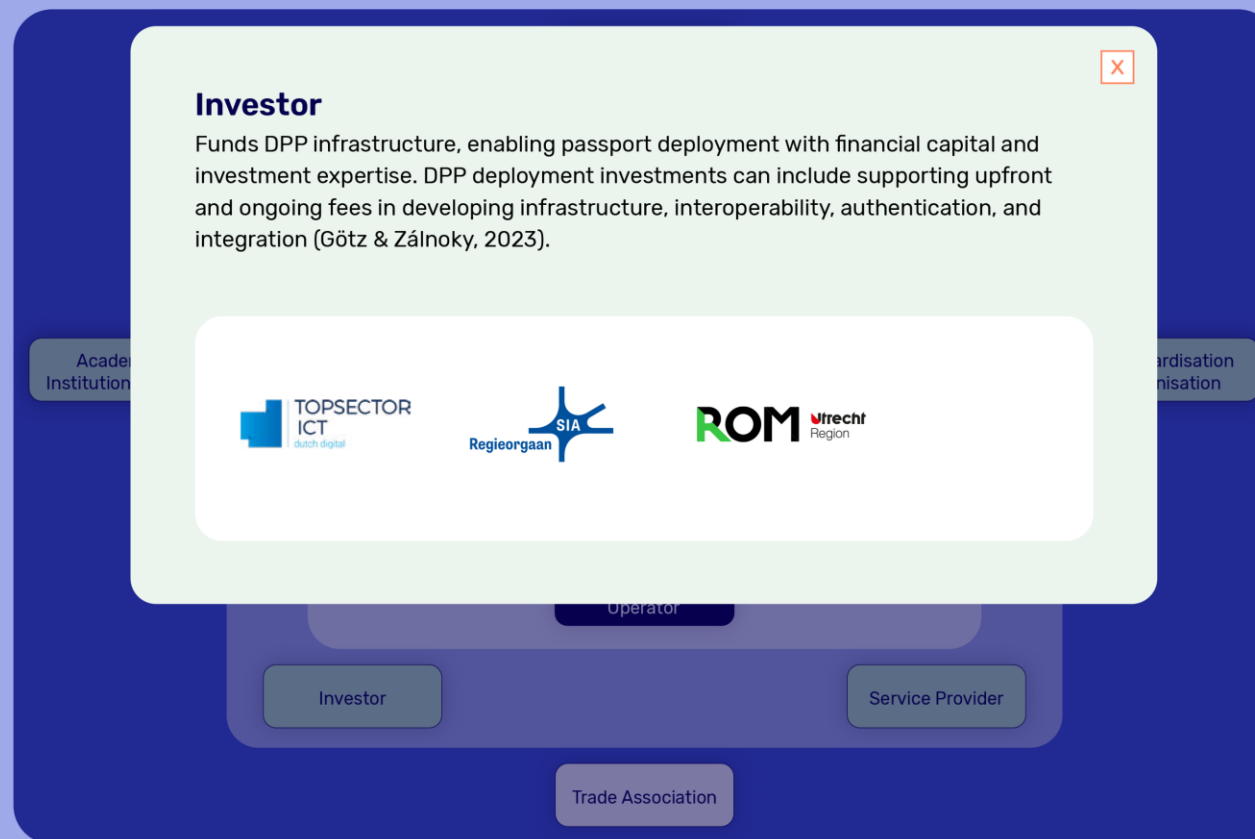 X
Investor
Funds DPP infrastructure, enabling passport deployment with financial capital and
investment expertise. DPP deployment investments can include supporting upfront
and ongoing fees in developing infrastructure, interoperability, authentication, and
integration (Götz & Zálnoky, 2023).
TOPSECTOR
ICT
dutch digital
Regieorgaan SIA
ROM Utrecht
Region
Institution
Operator
Investor
Service Provider
Trade Association